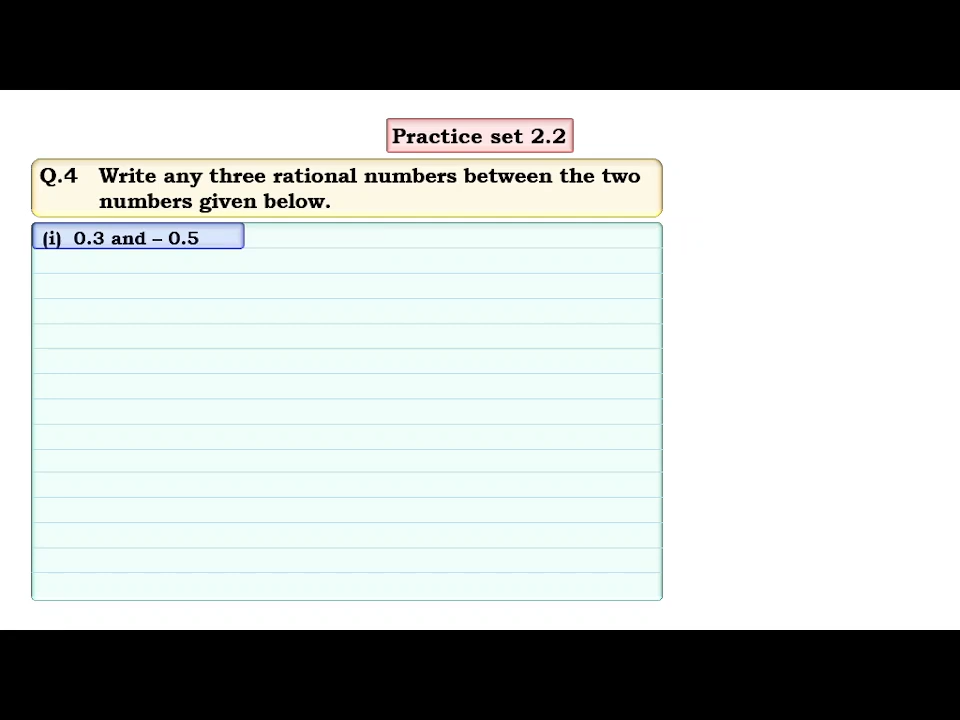 Practice set 2.2
Q.4 Write any three rational numbers between the two
numbers given below.
(i) 0.3 and – 0.5